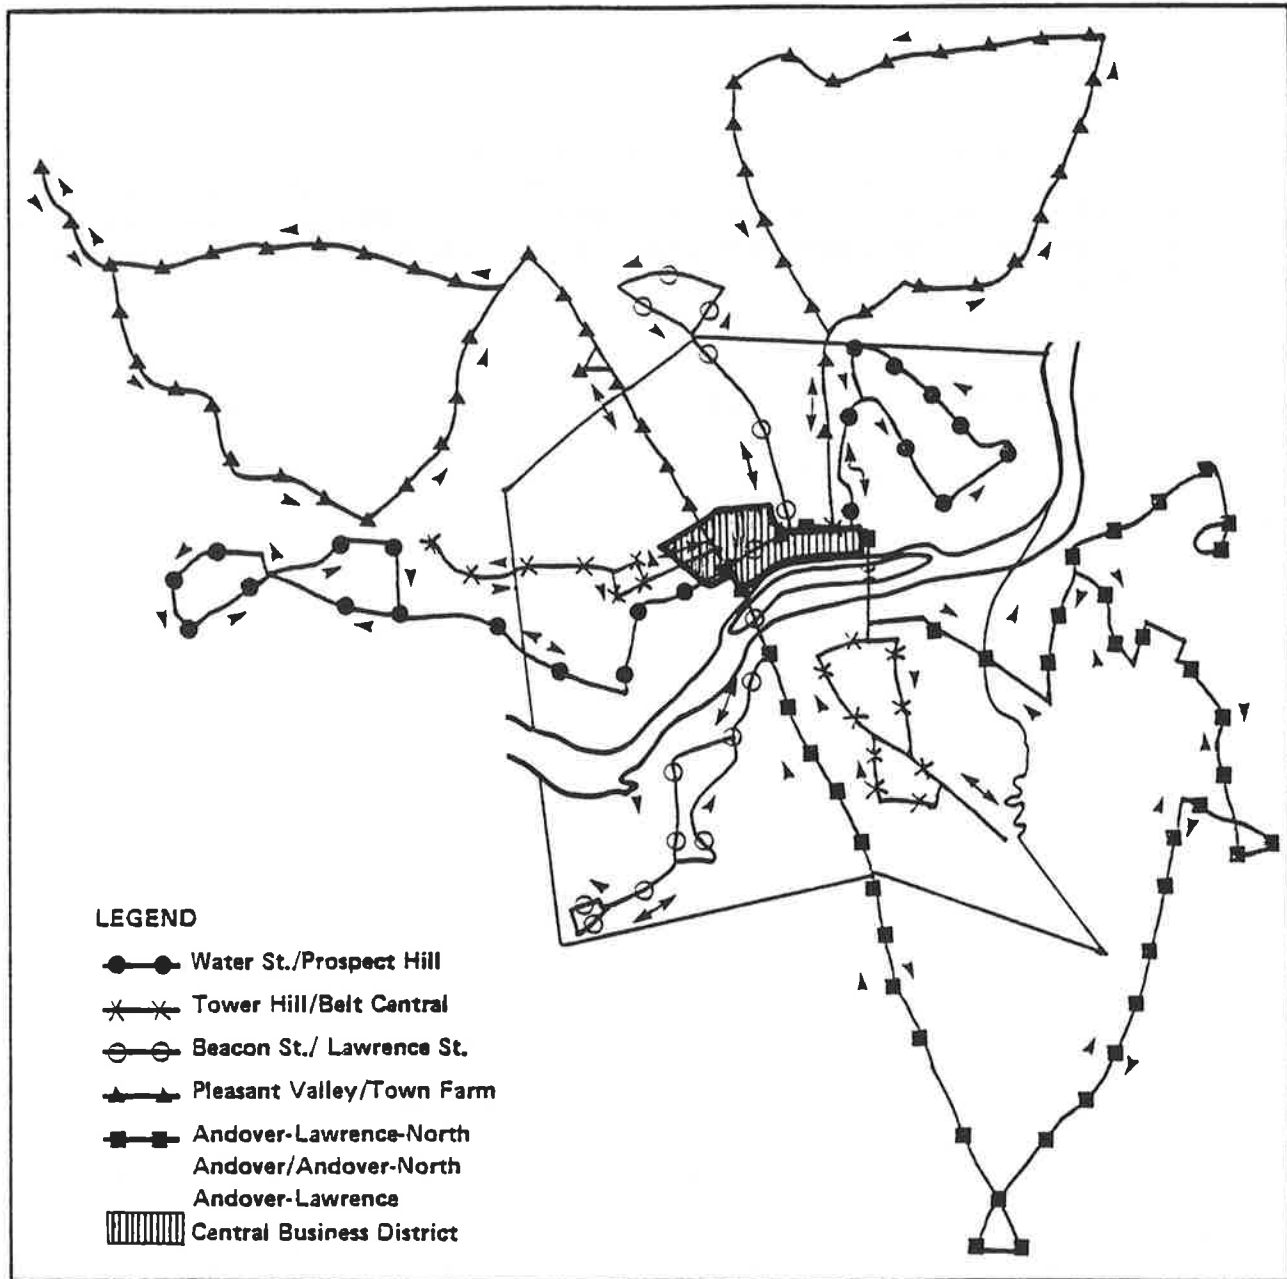 LEGEND
Water St./Prospect Hill
Tower Hill/Belt Central
Beacon St./ Lawrence St.
Pleasant Valley/Town Farm
Andover-Lawrence-North
Andover/Andover-North
Andover-Lawrence
Central Business District